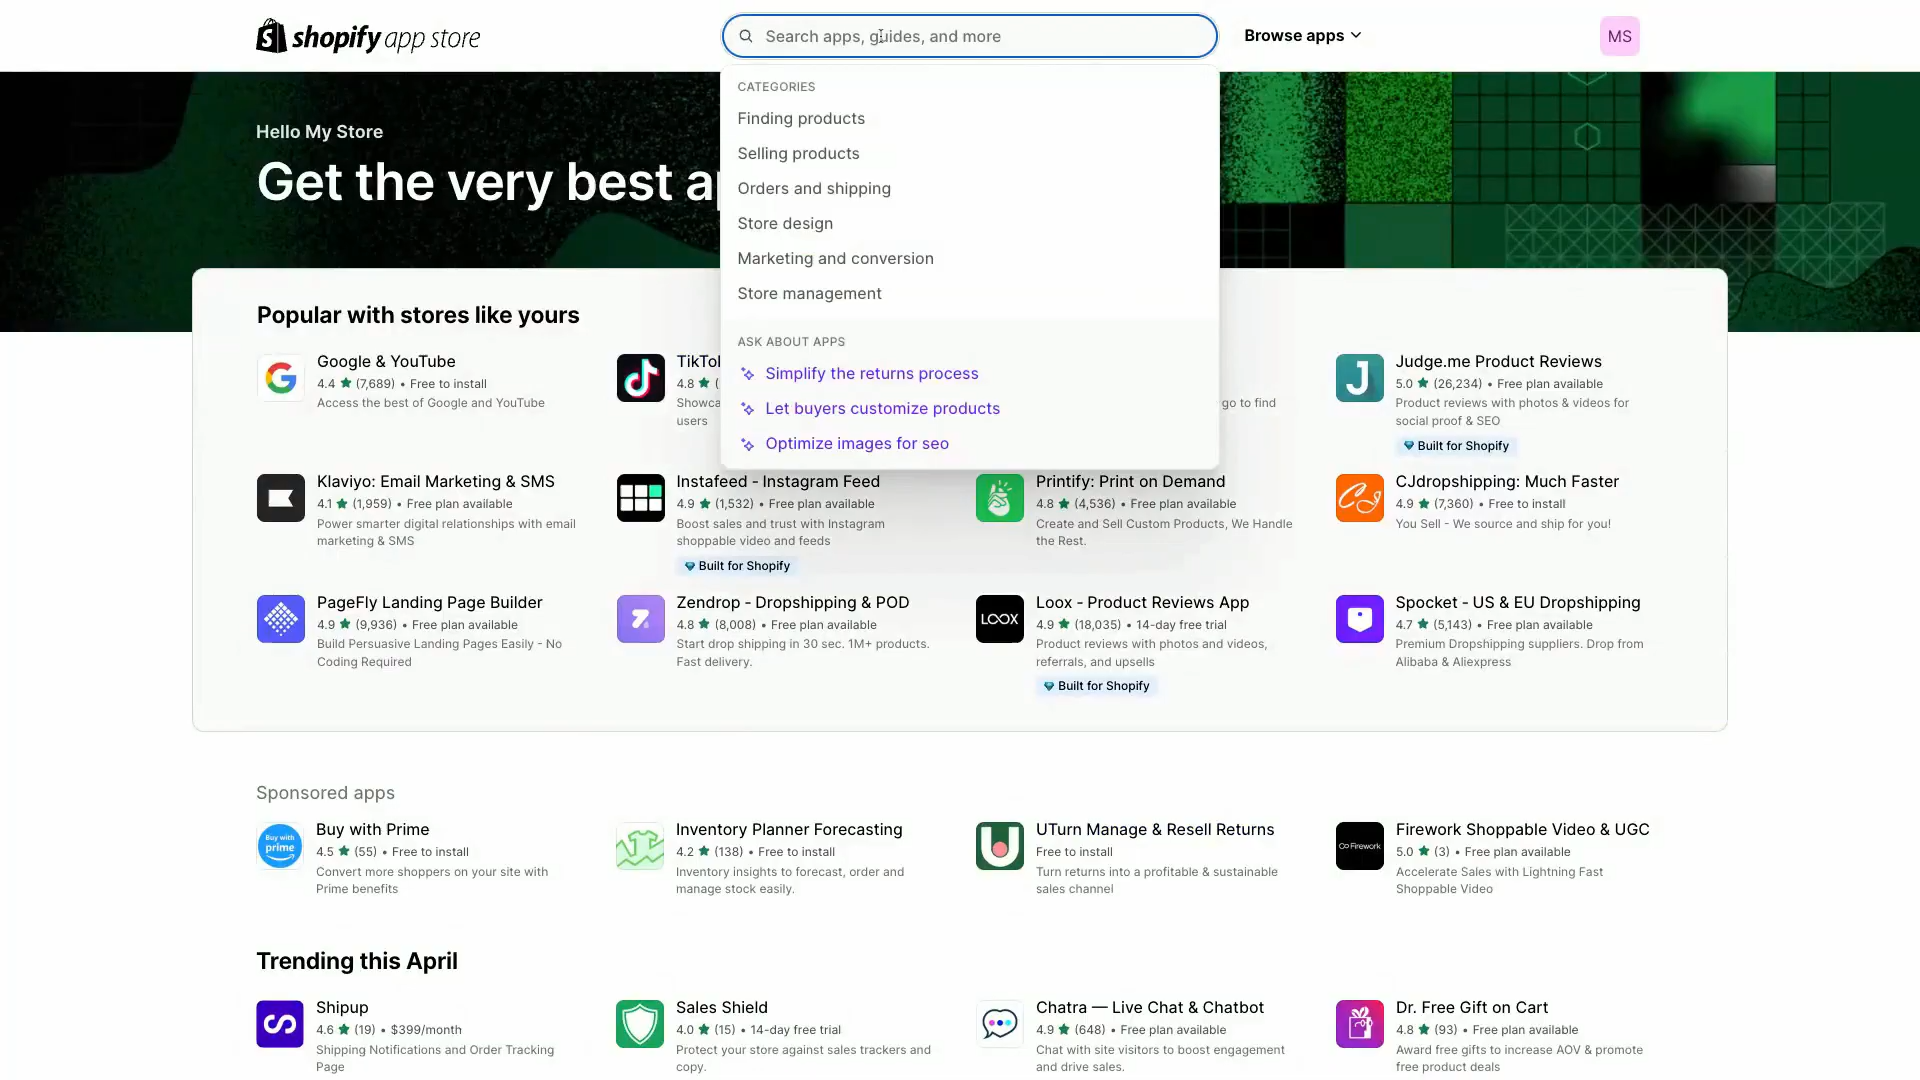 shopify app store
Search apps, guides, and more
Browse apps
MS
CATEGORIES
Finding products
Selling products
Orders and shipping
Store design
Marketing and conversion
Store management
ASK ABOUT APPS
Simplify the returns process
Let buyers customize products
Optimize images for seo
Hello My Store
Get the very best
Popular with stores like yours
Google & YouTube
4.4 ★ (7,689) • Free to install
Access the best of Google and YouTube
4.8 ★ (
users
go to find
Judge.me Product Reviews
5.0 ★ (26,234) • Free plan available
Product reviews with photos & videos for
social proof & SEO
Built for Shopify
Klaviyo: Email Marketing & SMS
4.1 ★ (1,959) • Free plan available
Power smarter digital relationships with email
marketing & SMS
Instafeed - Instagram Feed
4.9 ★ (1,532) • Free plan available
Boost sales and trust with Instagram
shoppable video and feeds
Built for Shopify
Printify: Print on Demand
4.8 ★ (4,536) • Free plan available
Create and Sell Custom Products, We Handle
the Rest.
CJdropshipping: Much Faster
4.9 ★ (7,360) • Free to install
You Sell - We source and ship for you!
PageFly Landing Page Builder
4.9 ★ (9,936) • Free plan available
Build Persuasive Landing Pages Easily - No
Coding Required
Zendrop - Dropshipping & POD
4.8 ★ (8,008) • Free plan available
Start drop shipping in 30 sec. 1M+ products.
Fast delivery.
LOOX
Loox - Product Reviews App
4.9 ★ (18,035) • 14-day free trial
Product reviews with photos and videos,
referrals, and upsells
Built for Shopify
Spocket - US & EU Dropshipping
4.7 ★ (5,143) • Free plan available
Premium Dropshipping suppliers. Drop from
Alibaba & Aliexpress
Sponsored apps
Buy with
prime
Buy with Prime
4.5 ★ (55) • Free to install
Convert more shoppers on your site with
Prime benefits
Inventory Planner Forecasting
4.2 ★ (138) • Free to install
Inventory insights to forecast, order and
manage stock easily.
UTurn Manage & Resell Returns
Free to install
Turn returns into a profitable & sustainable
sales channel
Firework
Firework Shoppable Video & UGC
5.0 ★ (3) • Free plan available
Accelerate Sales with Lightning Fast
Shoppable Video
Trending this April
Shipup
4.6 ★ (19) • $399/month
Shipping Notifications and Order Tracking
Page
Sales Shield
4.0 ★ (15) • 14-day free trial
Protect your store against sales trackers and
copy.
Chatra — Live Chat & Chatbot
4.9 ★ (648) • Free plan available
Chat with site visitors to boost engagement
and drive sales.
Dr. Free Gift on Cart
4.8 ★ (93) • Free plan available
Award free gifts to increase AOV & promote
free product deals